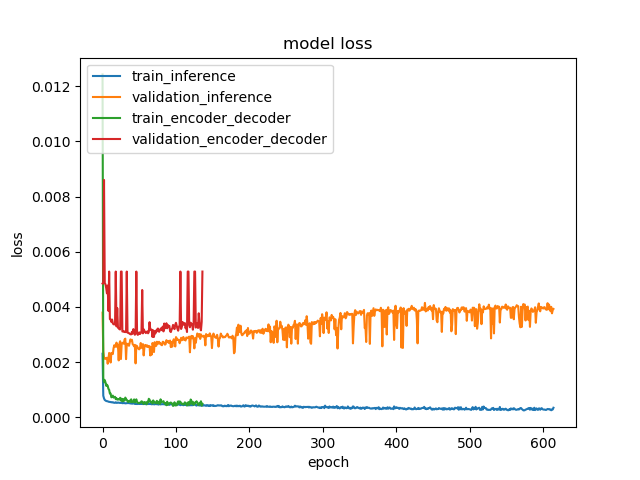 model loss
train_inference
validation_inference
train_encoder_decoder
validation_encoder_decoder
0.012
0.010
0.008
0.006
0.004
0.002
0.000
loss
0 100 200 300 400 500 600
epoch